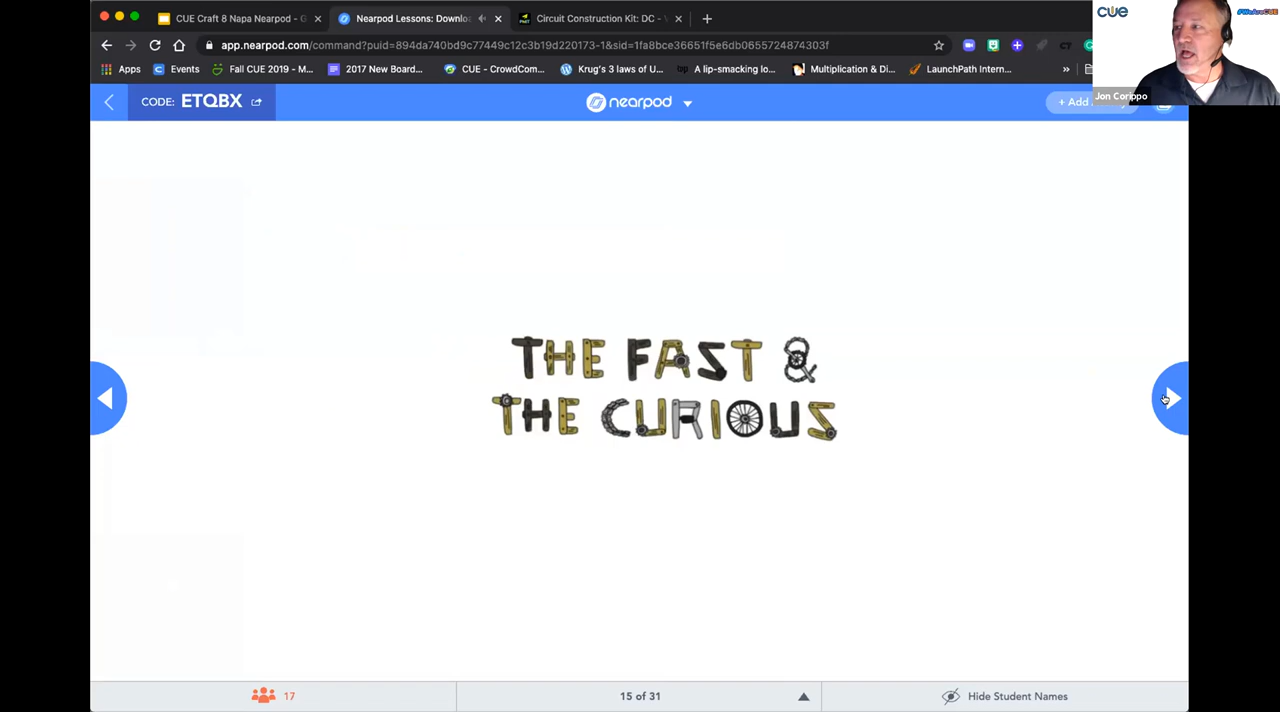 CUE Craft 8 Napa Nearpod - G
Nearpod Lessons: Downlo
Circuit Construction Kit: DC -
app.nearpod.com/command?puid=894da740bd9c77449c12c3b19d220173-1&sid=1fa8bce36651f5e6db0655724874303f
Apps
Events
Fall CUE 2019 - M...
2017 New Board...
CUE - CrowdCom...
Krug's 3 laws of U...
A lip-smacking lo...
Multiplication & Di...
LaunchPath Intern...
»
CUE
#WeAreCUE
Jon Corippo
CODE: ETQBX
nearpod
+ Add
THE FAST &
THE CURIOUS
17
15 of 31
Hide Student Names